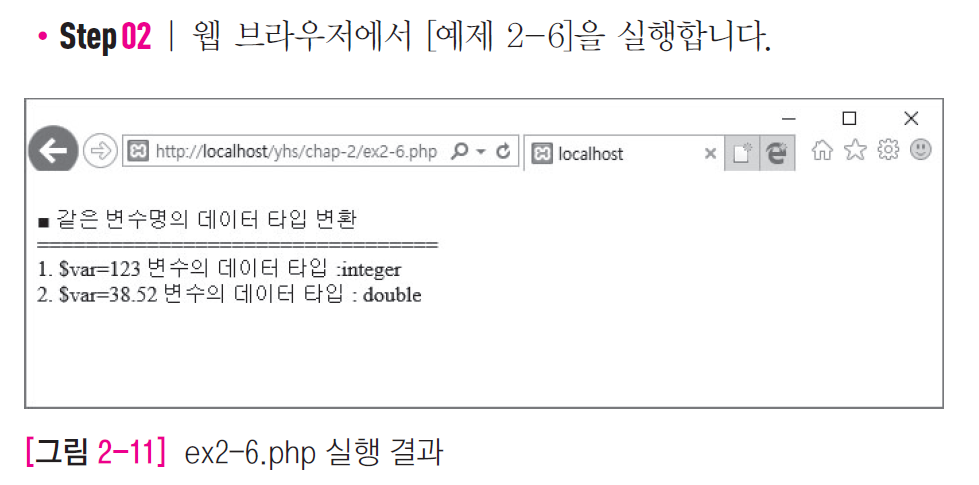 • Step 02 | 웹 브라우저에서 [예제 2-6]을 실행합니다.
http://localhost/yhs/chap-2/ex2-6.php
localhost
■ 같은 변수명의 데이터 타입 변환
==================================
1. $var=123 변수의 데이터 타입 :integer
2. $var=38.52 변수의 데이터 타입 : double
[그림 2-11] ex2-6.php 실행 결과